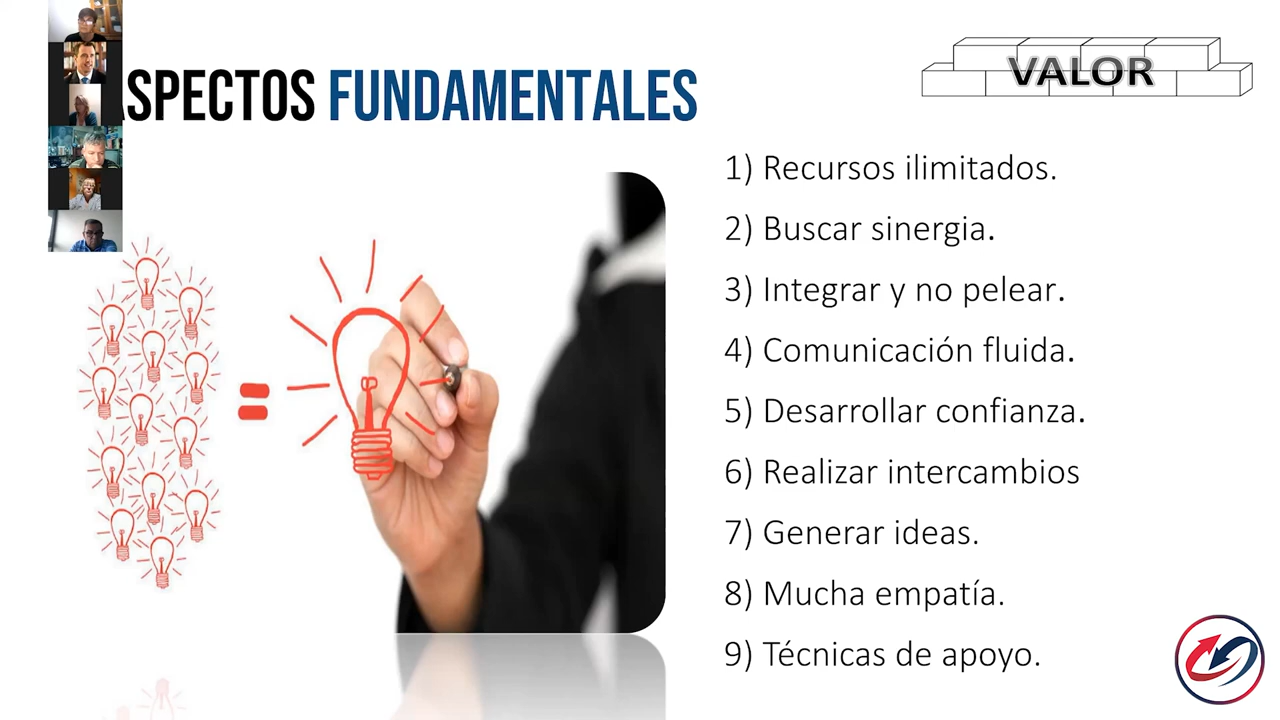 ASPECTOS FUNDAMENTALES
VALOR
1) Recursos ilimitados.
2) Buscar sinergia.
3) Integrar y no pelear.
4) Comunicación fluida.
5) Desarrollar confianza.
6) Realizar intercambios
7) Generar ideas.
8) Mucha empatía.
9) Técnicas de apoyo.